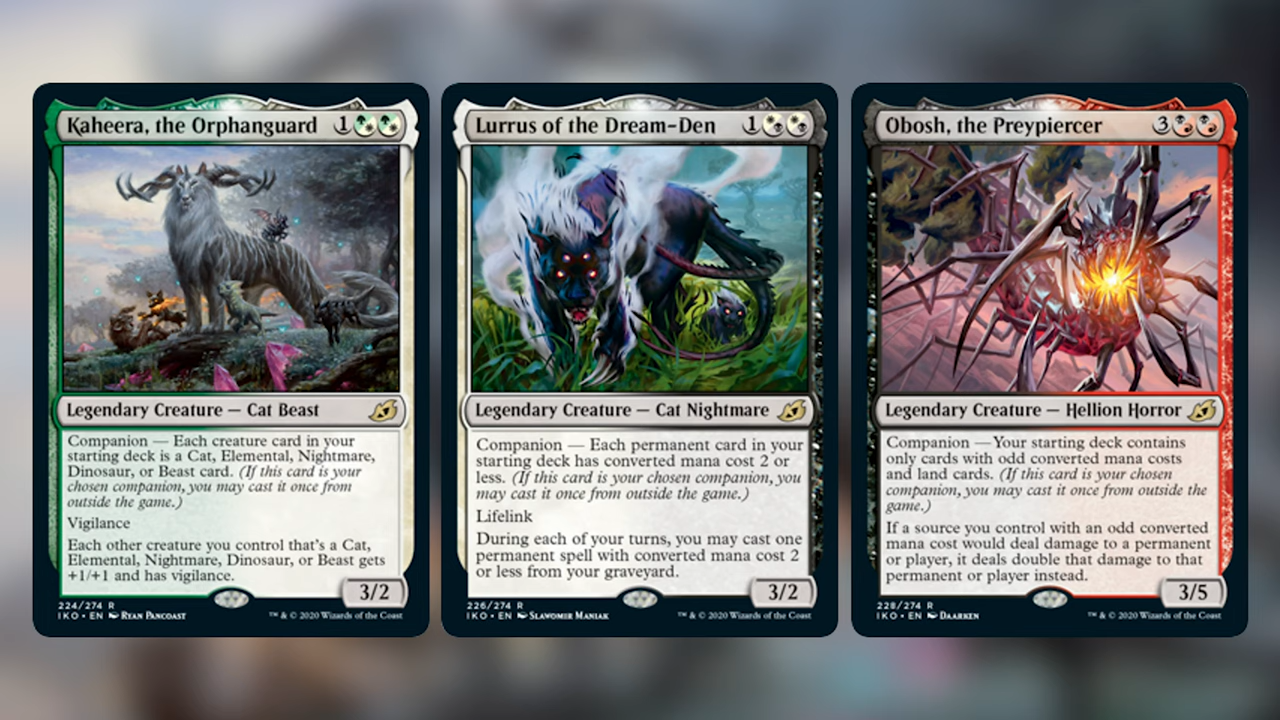 Kaheera, the Orphanguard 1
Legendary Creature — Cat Beast
Companion — Each creature card in your
starting deck is a Cat, Elemental, Nightmare,
Dinosaur, or Beast card. (If this card is your
chosen companion, you may cast it once from
outside the game.)
Vigilance
Each other creature you control that's a Cat,
Elemental, Nightmare, Dinosaur, or Beast gets
+1/+1 and has vigilance.
3/2
224/274 R
IKO • EN RYAN PANCOAST
™ & © 2020 Wizards of the Coast
Lurrus of the Dream-Den 1
Legendary Creature — Cat Nightmare
Companion — Each permanent card in your
starting deck has converted mana cost 2 or
less. (If this card is your chosen companion, you
may cast it once from outside the game.)
Lifelink
During each of your turns, you may cast one
permanent spell with converted mana cost 2
or less from your graveyard.
3/2
226/274 R
IKO • EN SLAWOMIR MANIAK
™ & © 2020 Wizards of the Coast
Obosh, the Preypiercer 3
Legendary Creature — Hellion Horror
Companion —Your starting deck contains
only cards with odd converted mana costs
and land cards. (If this card is your chosen
companion, you may cast it once from outside the
game.)
If a source you control with an odd converted
mana cost would deal damage to a permanent
or player, it deals double that damage to that
permanent or player instead.
3/5
228/274 R
IKO • EN DAARKEN
™ & © 2020 Wizards of the Coast